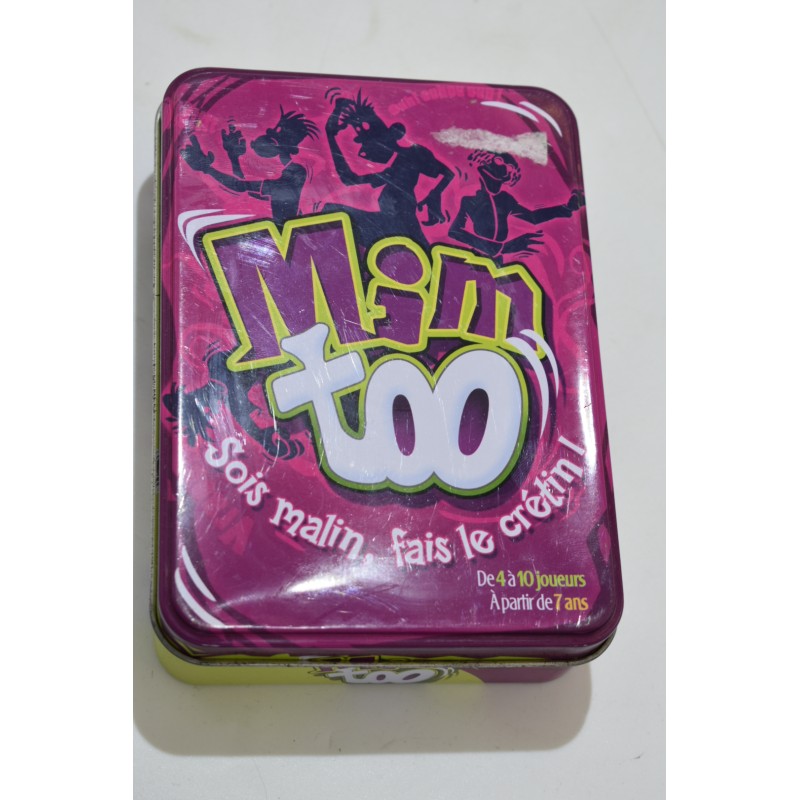 Mim
too
Sois malin, fais le crétin !
De 4 à 10 joueurs
À partir de 7 ans
too